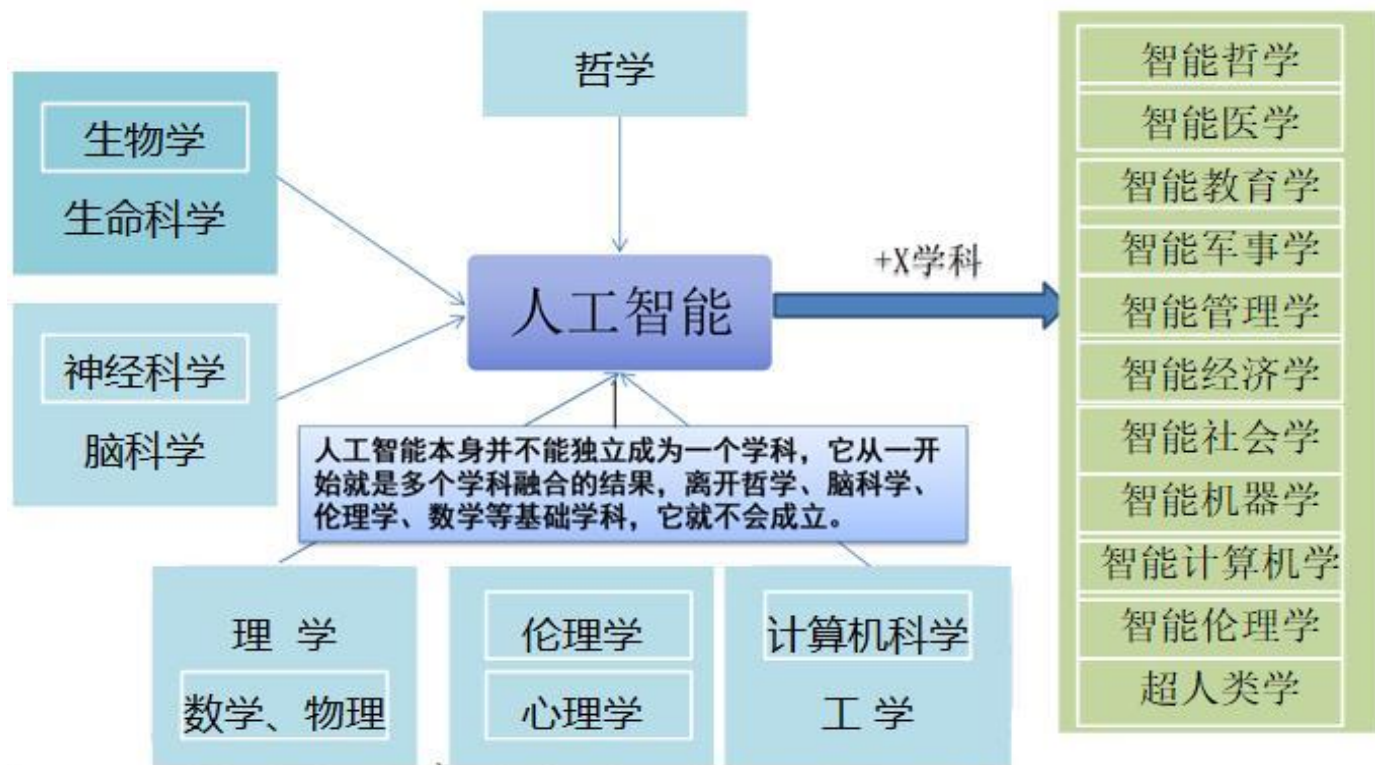 哲学
生物学
生命科学
神经科学
脑科学
人工智能
+X学科
人工智能本身并不能独立成为一个学科，它从一开
始就是多个学科融合的结果，离开哲学、脑科学、
伦理学、数学等基础学科，它就不会成立。
理 学
数学、物理
伦理学
心理学
计算机科学
工 学
智能哲学
智能医学
智能教育学
智能军事学
智能管理学
智能经济学
智能社会学
智能机器学
智能计算机学
智能伦理学
超人类学